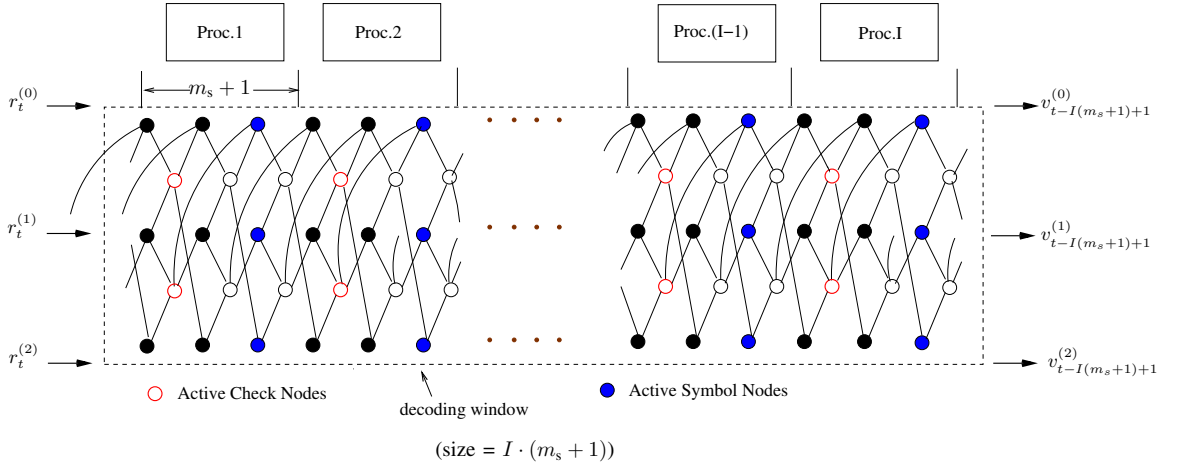 Proc.1 Proc.2 Proc.(I−1) Proc.I
m_s + 1
r_t^{(0)} v_{t−I(m_s+1)+1}^{(0)}
r_t^{(1)} v_{t−I(m_s+1)+1}^{(1)}
r_t^{(2)} v_{t−I(m_s+1)+1}^{(2)}
Active Check Nodes Active Symbol Nodes
decoding window
(size = I · (m_s + 1))